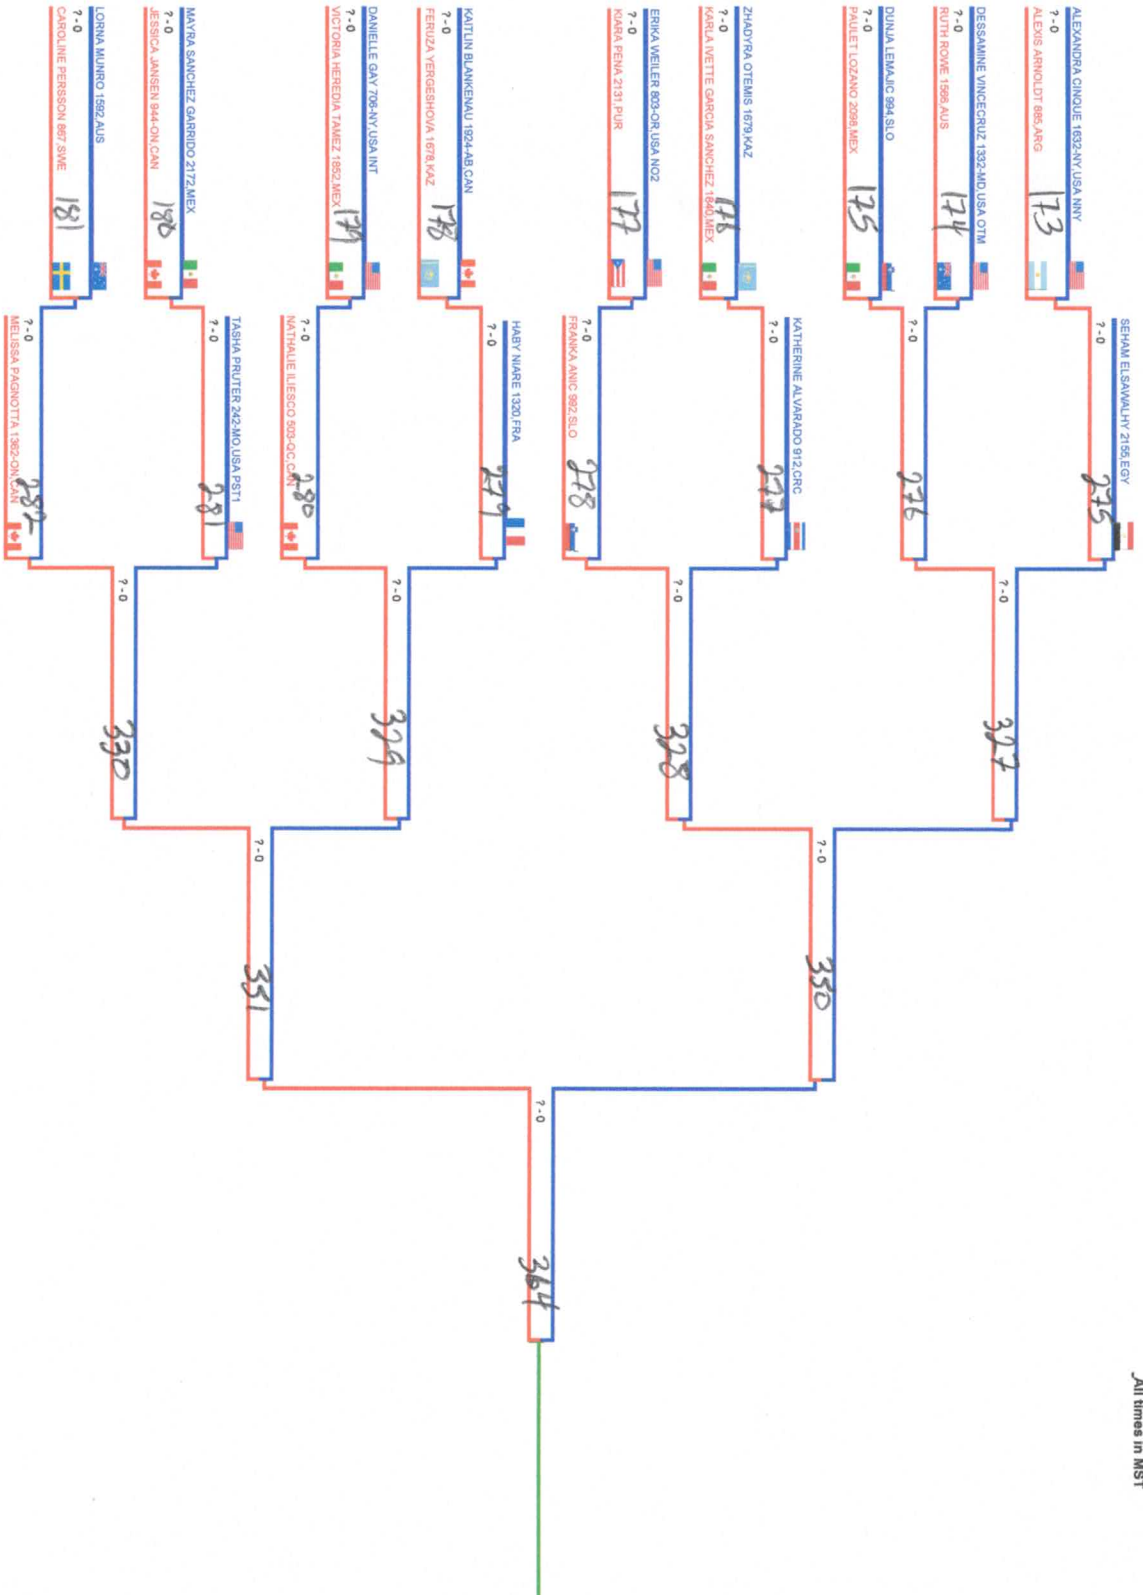 All times in MST
SEHAM ELSAWALHY 2155,EGY
275
? - 0
ALEXANDRA CINQUE 1632-NY,USA NNY
173
? - 0
ALEXIS ARNOLDT 885,ARG
327
? - 0
DESSAMINE VINCECRUZ 1332-MD,USA OTM
174
? - 0
RUTH ROWE 1566,AUS
276
? - 0
DUNJA LEMAJIC 994,SLO
175
? - 0
PAULET LOZANO 2098,MEX
350
? - 0
KATHERINE ALVARADO 912,CRC
277
? - 0
ZHADYRA OTEMIS 1679,KAZ
176
? - 0
KARLA IVETTE GARCIA SANCHEZ 1840,MEX
328
? - 0
ERIKA WEILER 803-OR,USA NO2
177
? - 0
KIARA PENA 2131,PUR
278
? - 0
FRANKA ANIC 992,SLO
364
? - 0
HABY NIARE 1320,FRA
279
? - 0
KAITLIN BLANKENAU 1924-AB,CAN
178
? - 0
FERUZA YERGESHOVA 1678,KAZ
329
? - 0
DANIELLE GAY 706-NY,USA INT
179
? - 0
VICTORIA HEREDIA TAMEZ 1852,MEX
280
? - 0
NATHALIE ILIESCO 503-QC,CAN
351
? - 0
TASHA PRUTER 242-MO,USA PST1
281
? - 0
MAYRA SANCHEZ GARRIDO 2172,MEX
180
? - 0
JESSICA JANSEN 944-ON,CAN
330
? - 0
LORNA MUNRO 1592,AUS
181
? - 0
CAROLINE PERSSON 867,SWE
282
? - 0
MELISSA PAGNOTTA 1362-ON,CAN